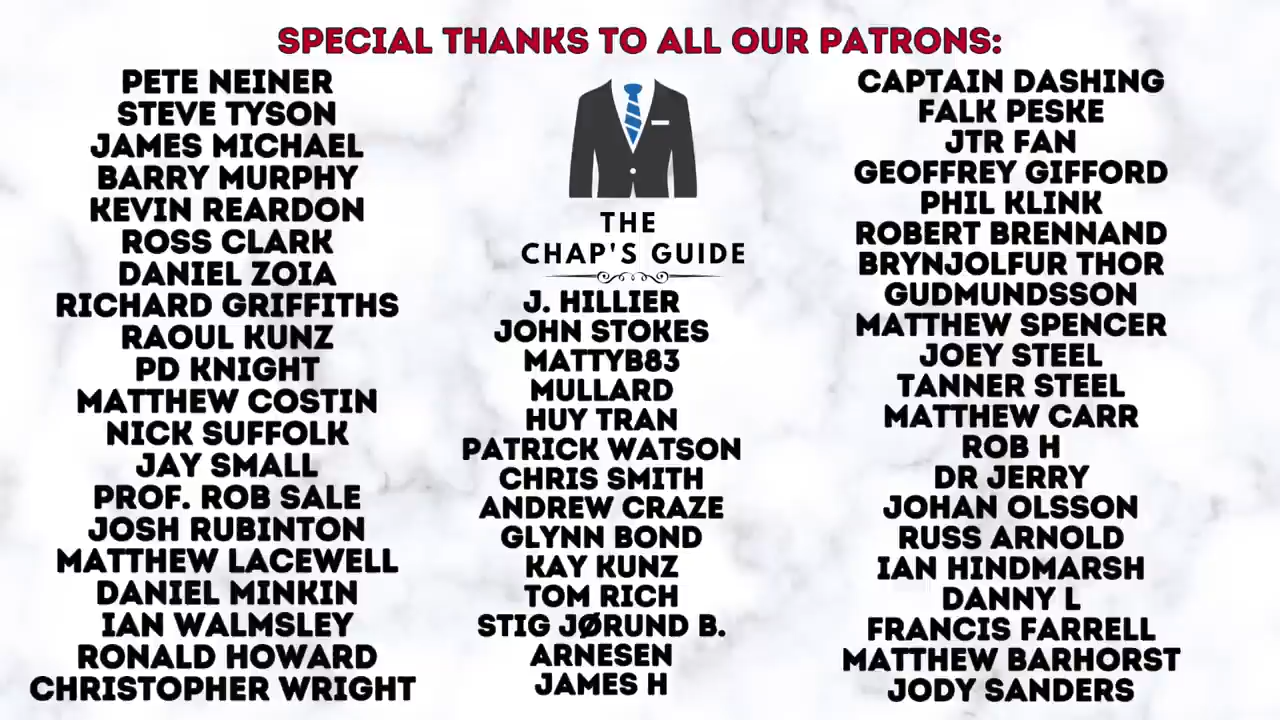 SPECIAL THANKS TO ALL OUR PATRONS:
PETE NEINER
STEVE TYSON
JAMES MICHAEL
BARRY MURPHY
KEVIN REARDON
ROSS CLARK
DANIEL ZOIA
RICHARD GRIFFITHS
RAOUL KUNZ
PD KNIGHT
MATTHEW COSTIN
NICK SUFFOLK
JAY SMALL
PROF. ROB SALE
JOSH RUBINTON
MATTHEW LACEWELL
DANIEL MINKIN
IAN WALMSLEY
RONALD HOWARD
CHRISTOPHER WRIGHT
THE
CHAP'S GUIDE
J. HILLIER
JOHN STOKES
MATTYB83
MULLARD
HUY TRAN
PATRICK WATSON
CHRIS SMITH
ANDREW CRAZE
GLYNN BOND
KAY KUNZ
TOM RICH
STIG JØRUND B.
ARNESEN
JAMES H
CAPTAIN DASHING
FALK PESKE
JTR FAN
GEOFFREY GIFFORD
PHIL KLINK
ROBERT BRENNAND
BRYNJOLFUR THOR
GUDMUNDSSON
MATTHEW SPENCER
JOEY STEEL
TANNER STEEL
MATTHEW CARR
ROB H
DR JERRY
JOHAN OLSSON
RUSS ARNOLD
IAN HINDMARSH
DANNY L
FRANCIS FARRELL
MATTHEW BARHORST
JODY SANDERS